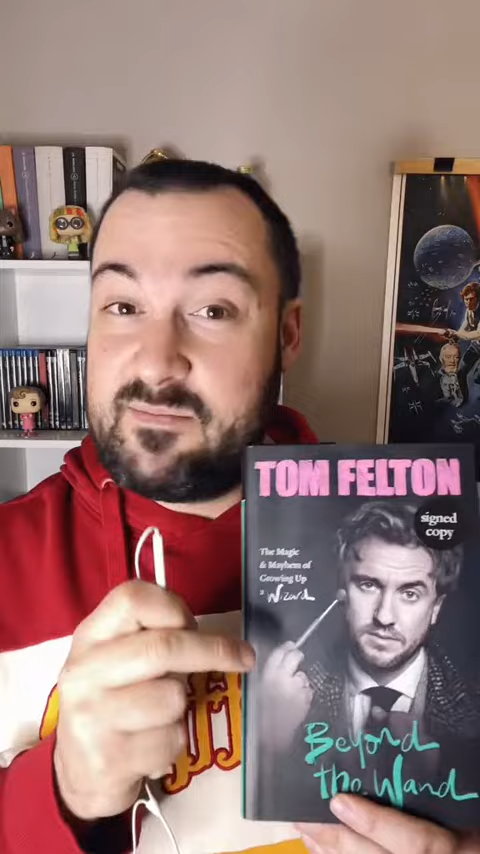 TOM FELTON
signed
copy
The Magic
& Mayhem of
Growing Up
a Wizard
Beyond
the Wand